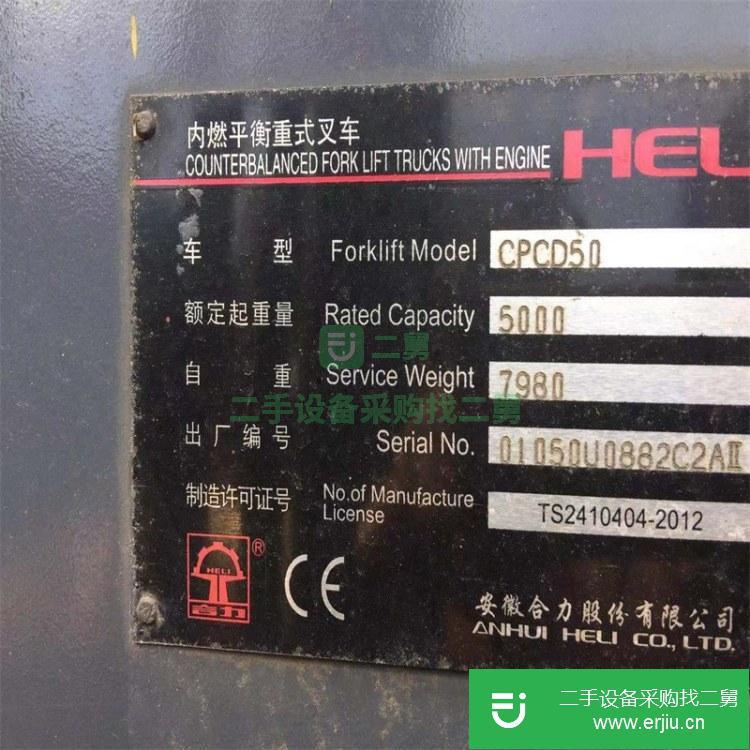 内燃平衡重式叉车
COUNTERBALANCED FORK LIFT TRUCKS WITH ENGINE HEL
车型 Forklift Model CPCD50
额定起重量 Rated Capacity 5000
二舅
自重 Service Weight 7980
二手设备采购找二舅
出厂编号 Serial No. 01050U0882C2AⅡ
制造许可证号 No.of Manufacture License TS2410404-2012
HELI ®
合力
CE
安徽合力股份有限公司
ANHUI HELI CO.,LTD.
二手设备采购找二舅
www.erjiu.cn